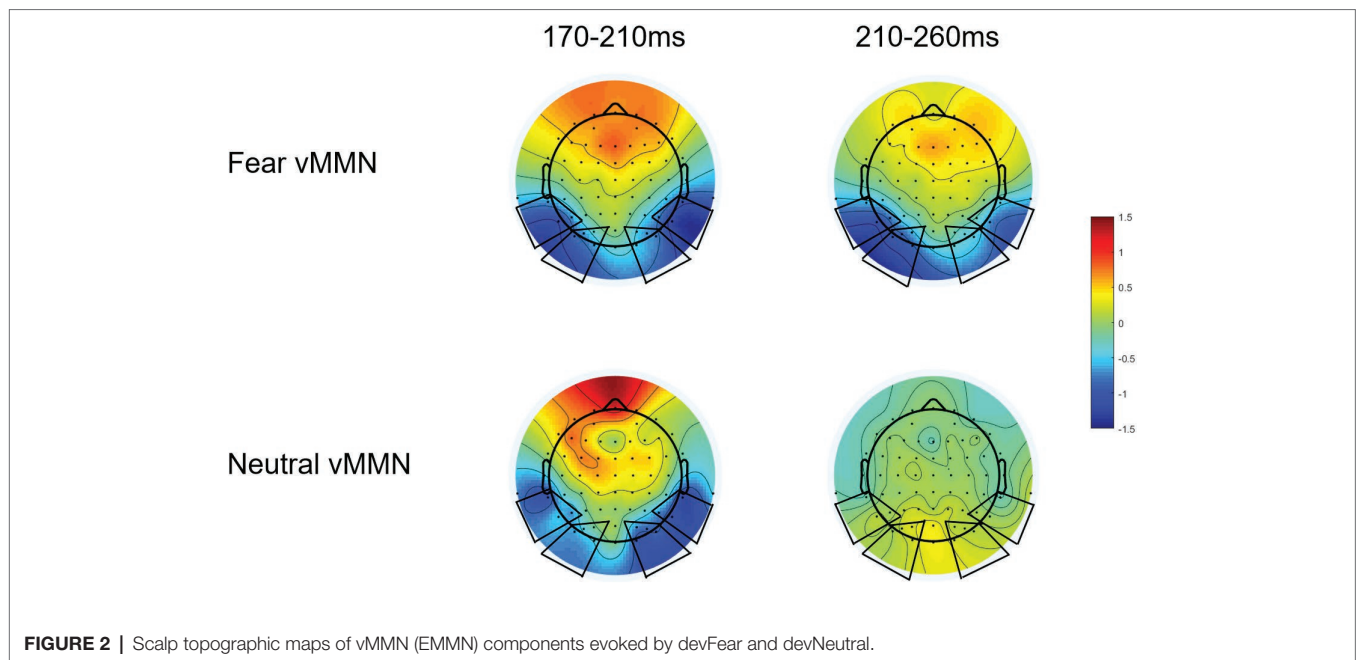 170-210ms 210-260ms
Fear vMMN
1.5
1
0.5
0
-0.5
-1
-1.5
Neutral vMMN
FIGURE 2 | Scalp topographic maps of vMMN (EMMN) components evoked by devFear and devNeutral.